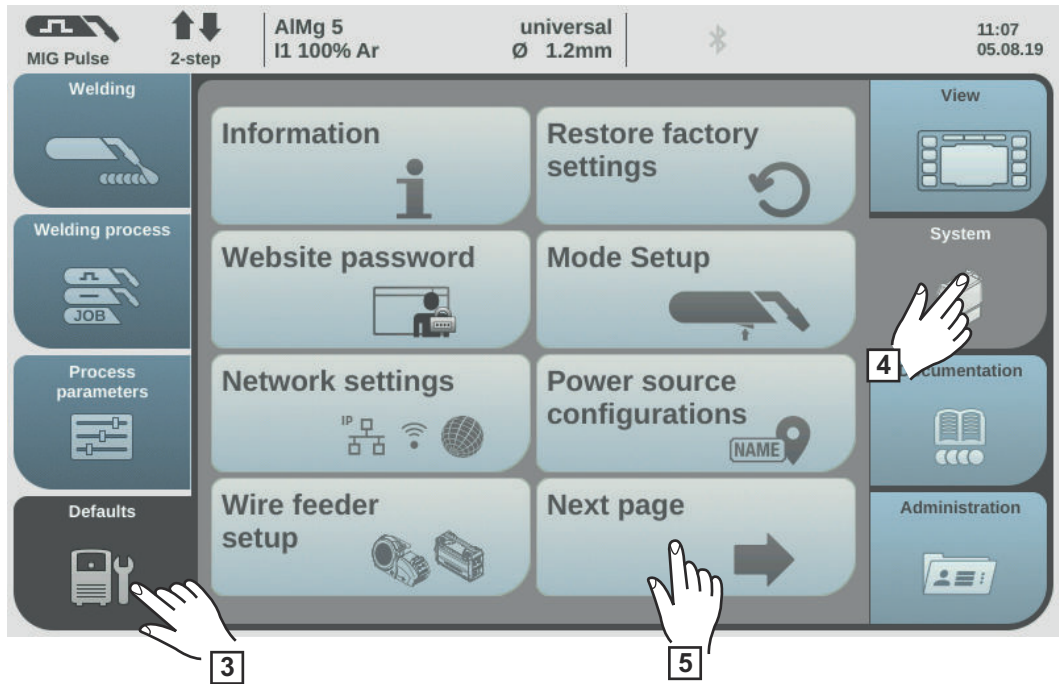 MIG Pulse
2-step
AlMg 5
I1 100% Ar
universal
Ø 1.2mm
11:07
05.08.19
Welding
Welding process
JOB
Process
parameters
Defaults
Information
Restore factory
settings
Website password
Mode Setup
Network settings
IP
Power source
configurations
NAME
Wire feeder
setup
Next page
View
System
Administration
3
4
5